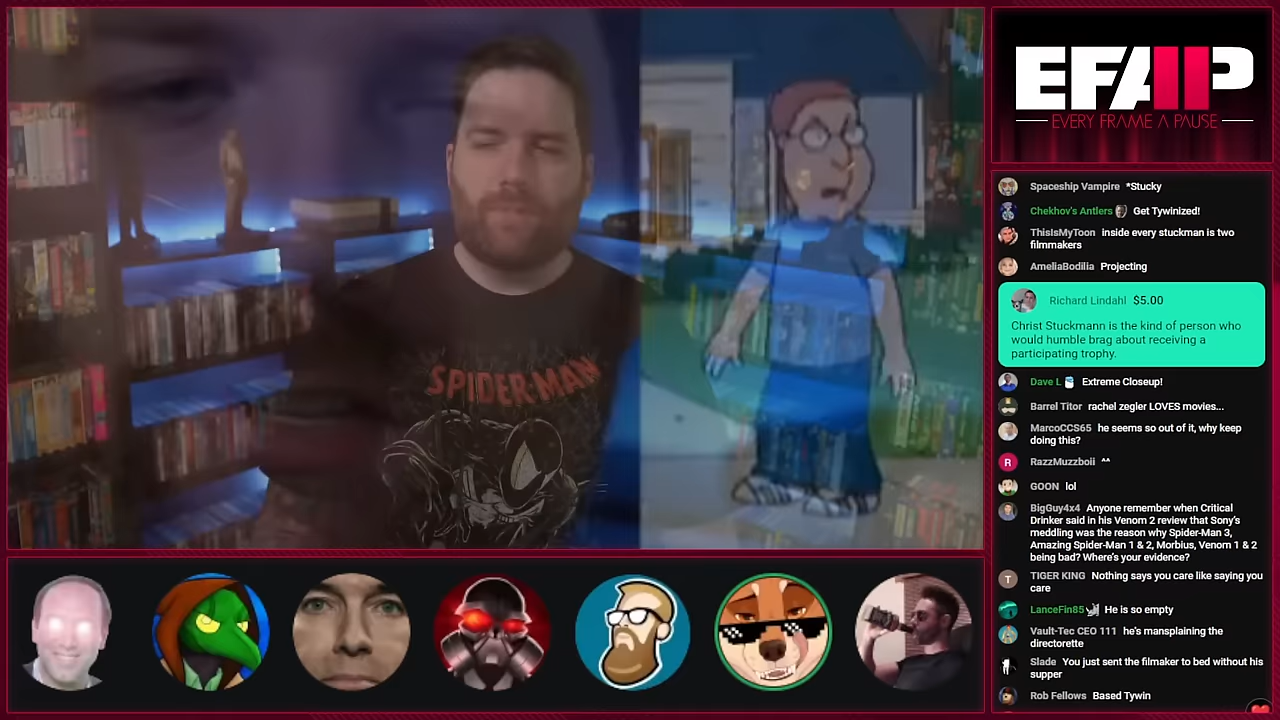 SPIDER-MAN
EFAP
EVERY FRAME A PAUSE
Spaceship Vampire *Stucky
Chekhov's Antlers Get Tywinized!
ThisIsMyToon inside every stuckman is two
filmmakers
AmeliaBodilia Projecting
Richard Lindahl $5.00
Christ Stuckmann is the kind of person who
would humble brag about receiving a
participating trophy.
Dave L Extreme Closeup!
Barrel Titor rachel zegler LOVES movies...
MarcoCCS65 he seems so out of it, why keep
doing this?
R RazzMuzzboii ^^
GOON lol
BigGuy4x4 Anyone remember when Critical
Drinker said in his Venom 2 review that Sony's
meddling was the reason why Spider-Man 3,
Amazing Spider-Man 1 & 2, Morbius, Venom 1 & 2
being bad? Where's your evidence?
T TIGER KING Nothing says you care like saying you
care
LanceFin85 He is so empty
Vault-Tec CEO 111 he's mansplaining the
directorette
Slade You just sent the filmaker to bed without his
supper
Rob Fellows Based Tywin